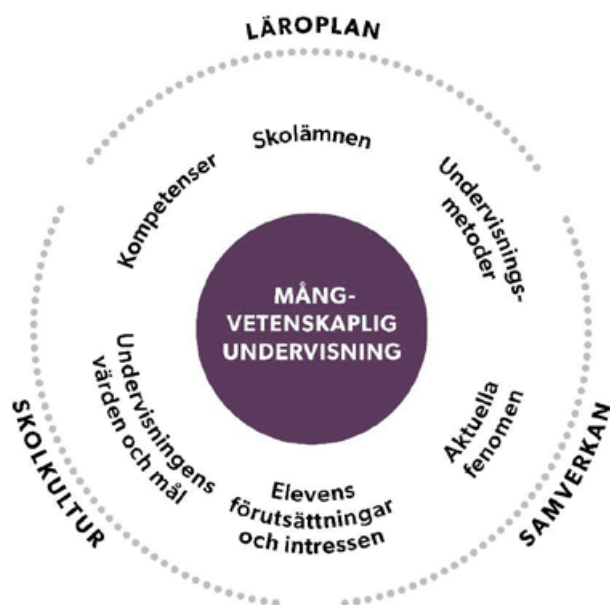 LÄROPLAN
Skolämnen
Kompetenser
Undervisnings-
metoder
MÅNG-
VETENSKAPLIG
UNDERVISNING
Undervisningens
värden och mål
Aktuella
fenomen
Elevens
förutsättningar
och intressen
SKOLKULTUR
SAMVERKAN